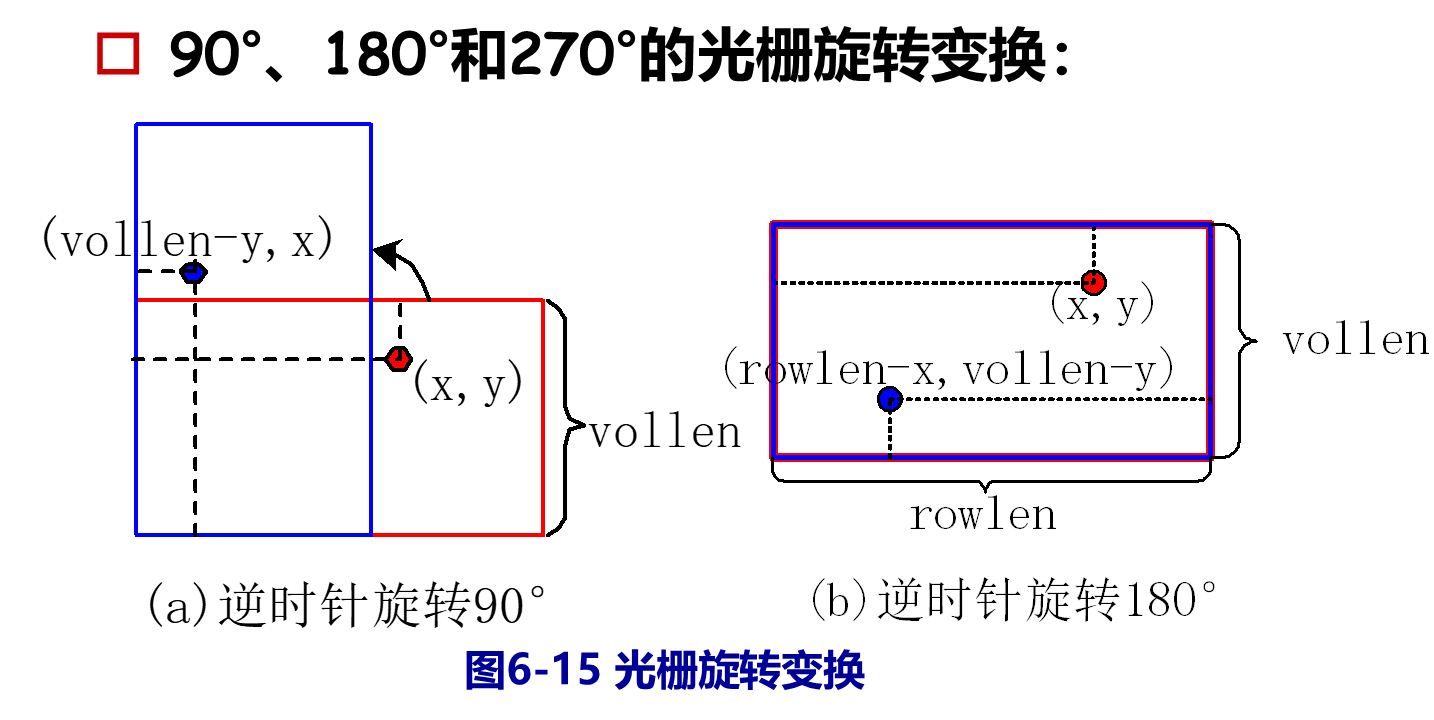 90°、180°和270°的光栅旋转变换：
(vollen-y,x)
(x,y)
vollen
(a)逆时针旋转90°
(x,y)
(rowlen-x,vollen-y)
vollen
rowlen
(b)逆时针旋转180°
图6-15 光栅旋转变换